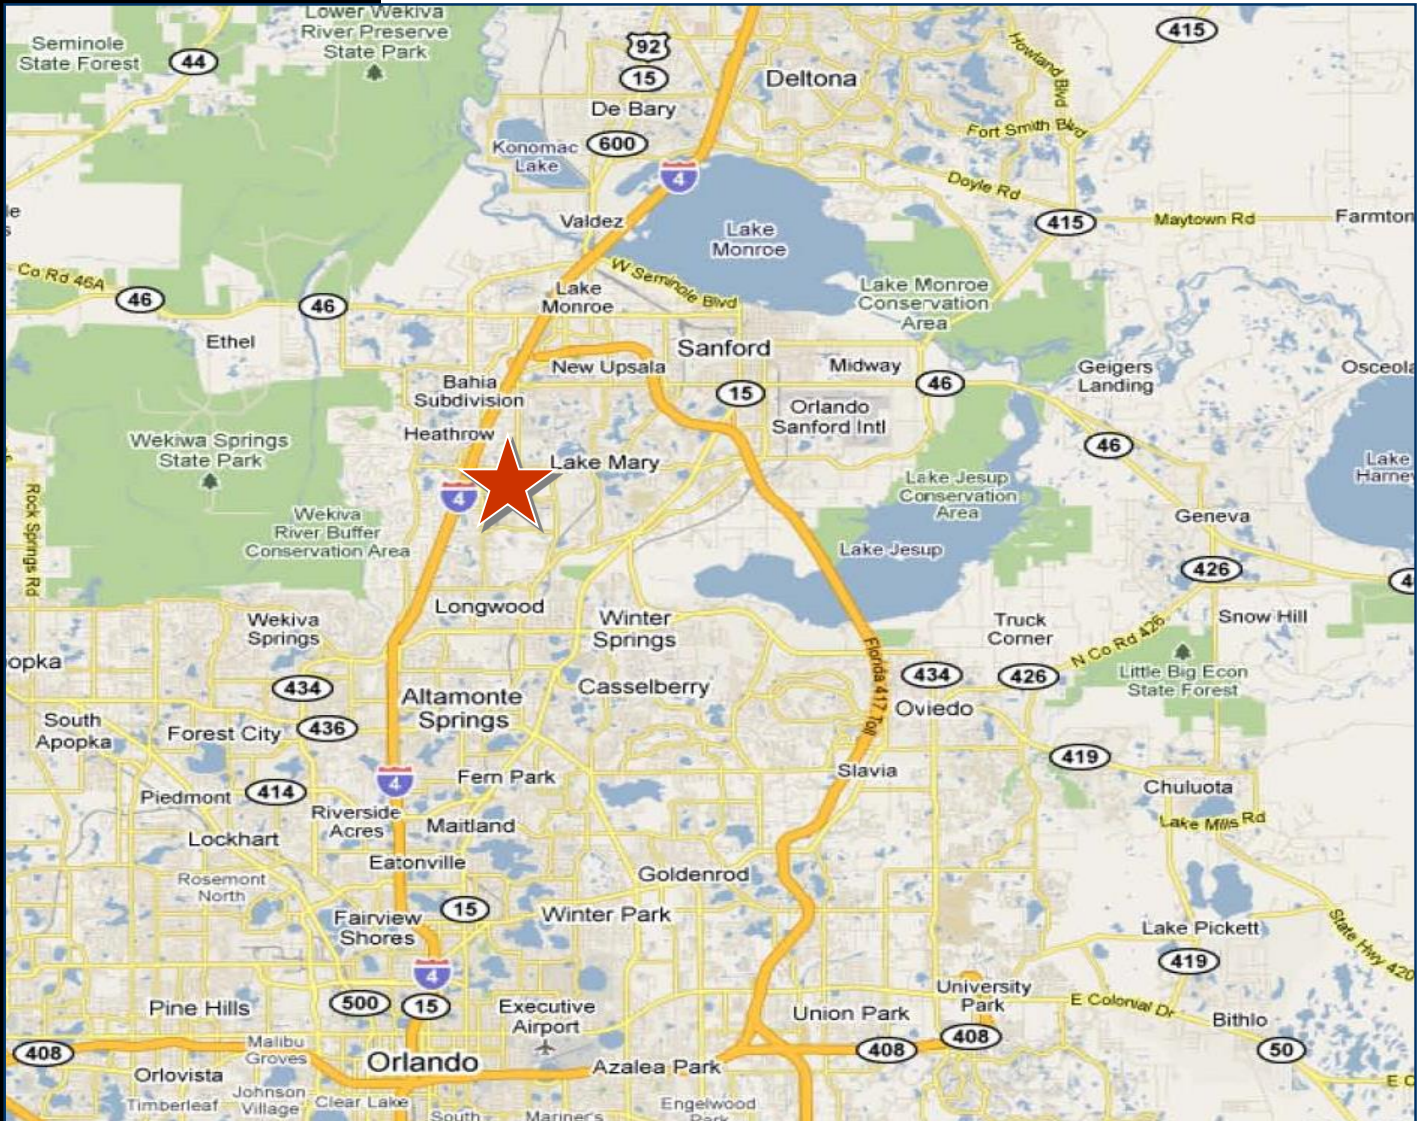 Lower Wekiva
River Preserve
State Park
Seminole
State Forest
44
92
15
De Bary
600
Konomac
Lake
Deltona
415
Howland Blvd
Fort Smith Blvd
Doyle Rd
415
Maytown Rd
Farmton
4
Valdez
Lake
Monroe
Co Rd 46A
46
46
Ethel
Lake
Monroe
W Seminole Blvd
Lake Monroe
Conservation
Area
Sanford
New Upsala
Midway
46
Geigers
Landing
Osceola
Bahia
Subdivision
15
Orlando
Sanford Intl
Heathrow
Wekiwa Springs
State Park
Lake Mary
46
Lake
Harney
4
Lake Jesup
Conservation
Area
Rock Springs Rd
Wekiva
River Buffer
Conservation Area
Geneva
Lake Jesup
426
Longwood
Wekiva
Springs
Winter
Springs
Truck
Corner
Snow Hill
N Co Rd 426
opka
Florida 417 Toll
434
426
Little Big Econ
State Forest
434
Altamonte
Springs
Casselberry
Oviedo
South
Apopka
Forest City
436
419
Slavia
4
Fern Park
Chuluota
Piedmont
414
Riverside
Acres
Maitland
Lake Mills Rd
Lockhart
Eatonville
Goldenrod
Rosemont
North
15
Fairview
Shores
Winter Park
Lake Pickett
State Hwy 420
419
4
University
Park
Pine Hills
500
15
Executive
Airport
Union Park
E Colonial Dr
Bithlo
408
Malibu
Groves
408
408
50
Orlando
Azalea Park
Orlovista
Timberleaf
Johnson
Village
Clear Lake
South
Mariner's
Engelwood
Park